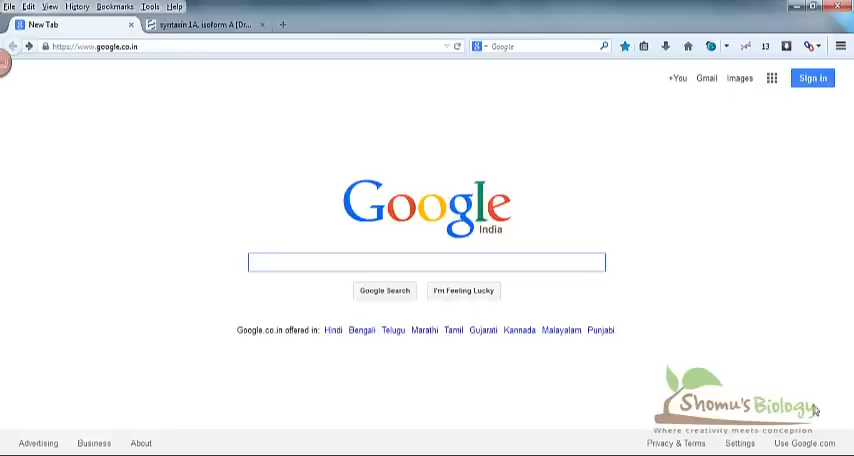 File Edit View History Bookmarks Tools Help
New Tab
syntaxin 1A, isoform A [Dr...
https://www.google.co.in
Google
13
+You Gmail Images Sign in
Google
India
Google Search I'm Feeling Lucky
Google.co.in offered in: Hindi Bengali Telugu Marathi Tamil Gujarati Kannada Malayalam Punjabi
Shomu's Biology
Where creativity meets conception
Advertising Business About Privacy & Terms Settings Use Google.com